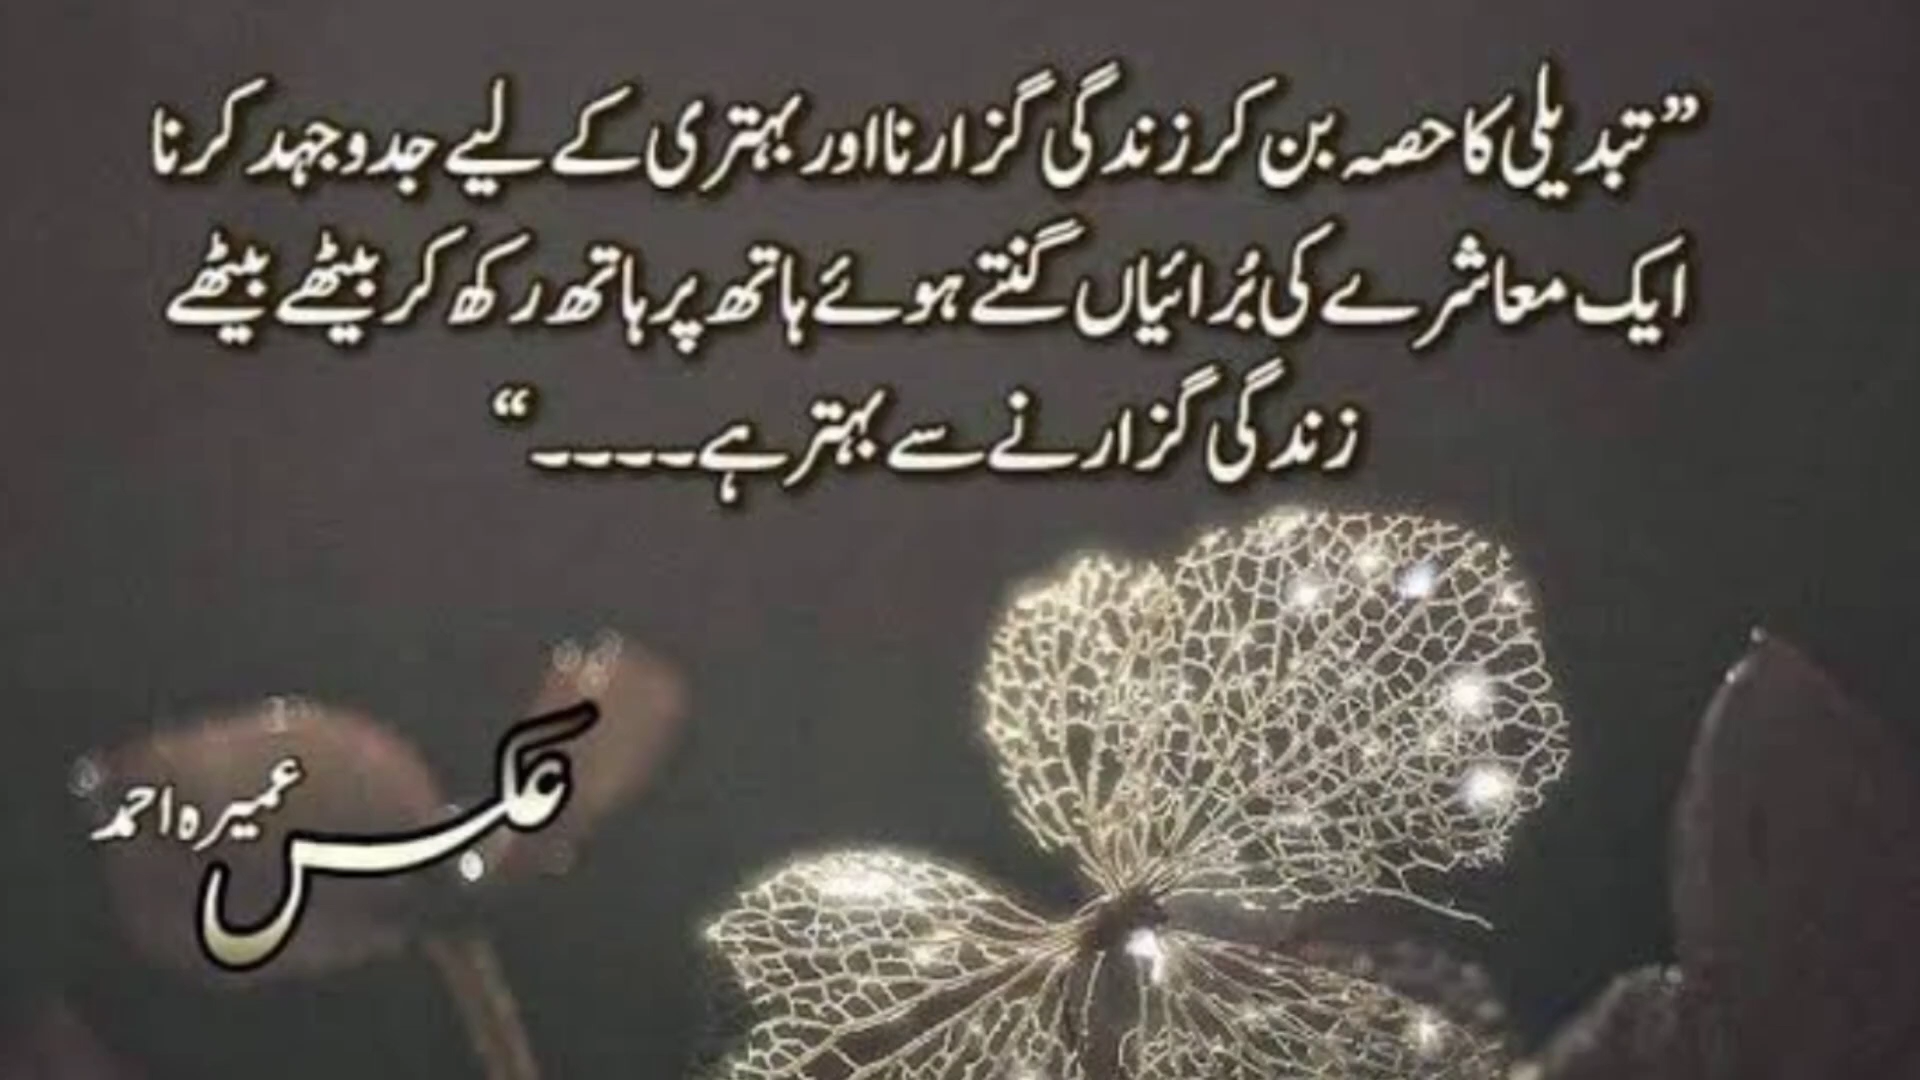 ”تبدیلی کا حصہ بن کر زندگی گزارنا اور بہتری کے لیے جدوجہد کرنا
ایک معاشرے کی بُرائیاں گنتے ہوئے ہاتھ پر ہاتھ رکھ کر بیٹھے بیٹھے
زندگی گزارنے سے بہتر ہے۔۔۔۔“
عکس
عمیرہ احمد